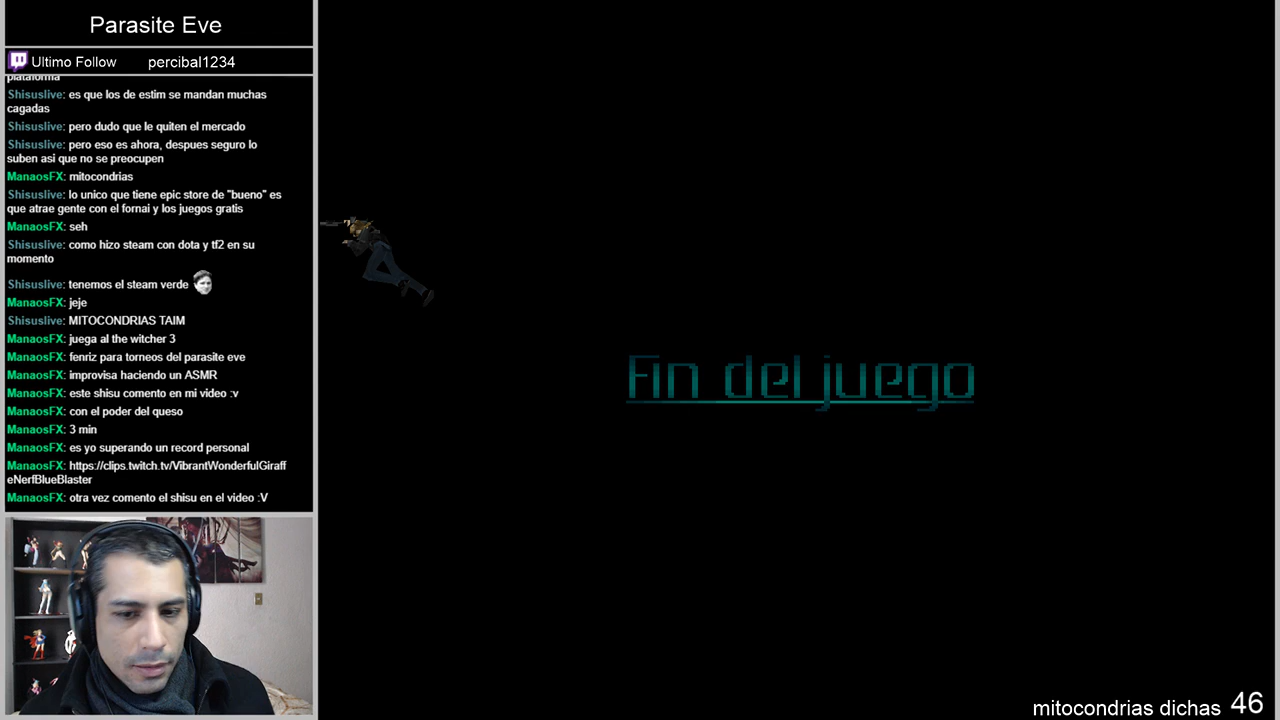 Parasite Eve
Ultimo Follow percibal1234
plataforma
Shisuslive: es que los de estim se mandan muchas
cagadas
Shisuslive: pero dudo que le quiten el mercado
Shisuslive: pero eso es ahora, despues seguro lo
suben asi que no se preocupen
ManaosFX: mitocondrias
Shisuslive: lo unico que tiene epic store de "bueno" es
que atrae gente con el fornai y los juegos gratis
ManaosFX: seh
Shisuslive: como hizo steam con dota y tf2 en su
momento
Shisuslive: tenemos el steam verde
ManaosFX: jeje
Shisuslive: MITOCONDRIAS TAIM
ManaosFX: juega al the witcher 3
ManaosFX: fenriz para torneos del parasite eve
ManaosFX: improvisa haciendo un ASMR
ManaosFX: este shisu comento en mi video :v
ManaosFX: con el poder del queso
ManaosFX: 3 min
ManaosFX: es yo superando un record personal
ManaosFX: https://clips.twitch.tv/VibrantWonderfulGiraff
eNerfBlueBlaster
ManaosFX: otra vez comento el shisu en el video :V
Fin del juego
mitocondrias dichas 46